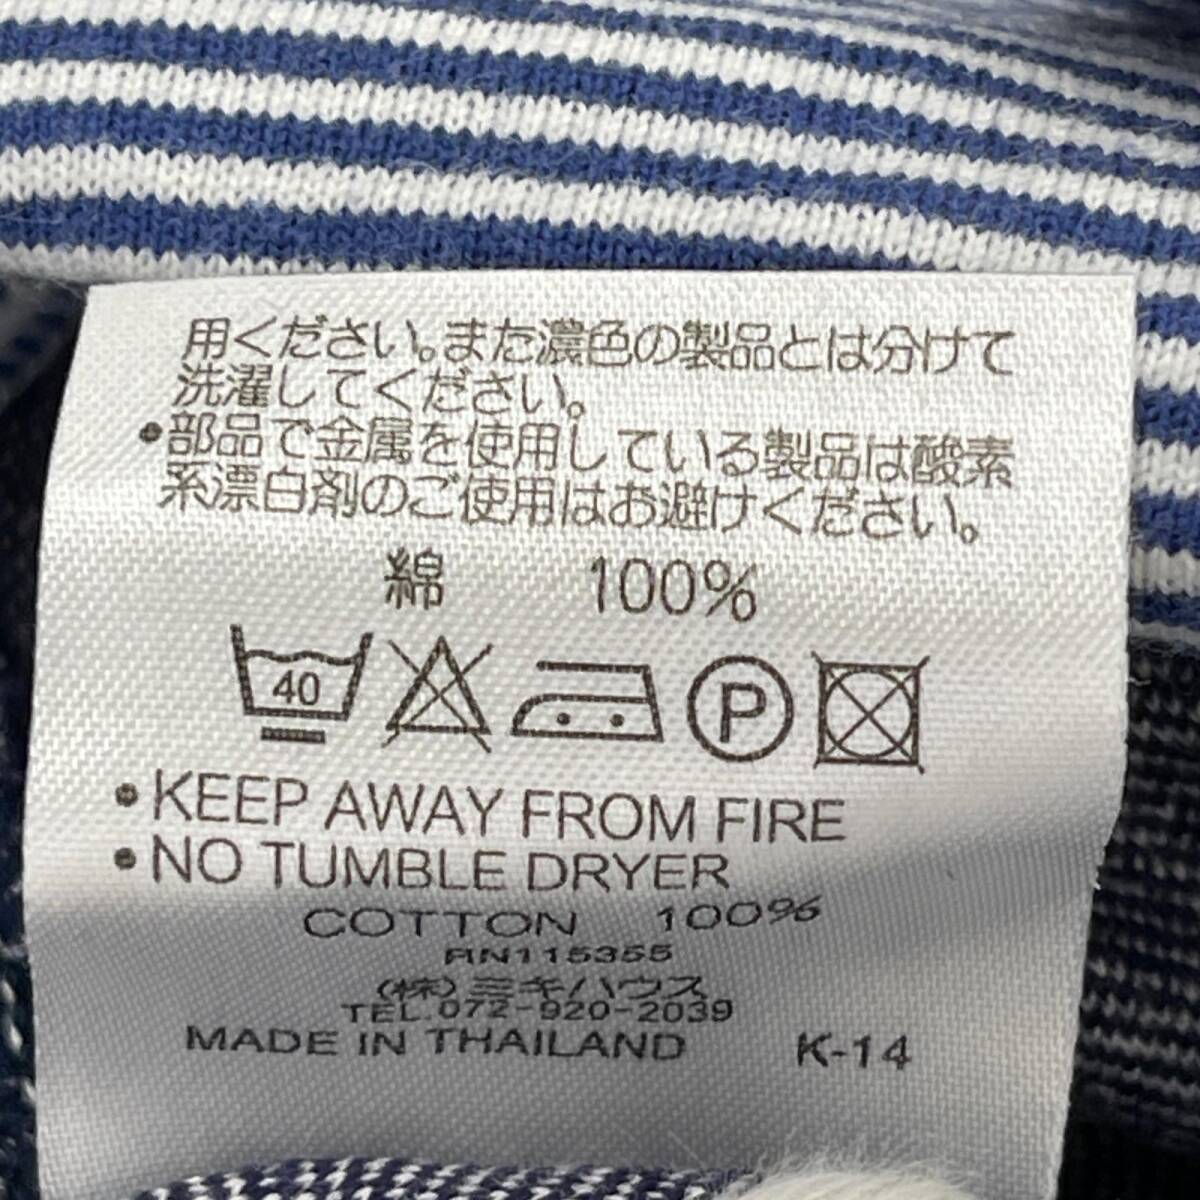 用ください。また濃色の製品とは分けて
洗濯してください。
•部品で金属を使用している製品は酸素
系漂白剤のご使用はお避けください。
綿 100%
40 P
•KEEP AWAY FROM FIRE
•NO TUMBLE DRYER
COTTON 100%
RN115355
(株)ミキハウス
TEL.072-920-2039
MADE IN THAILAND K-14